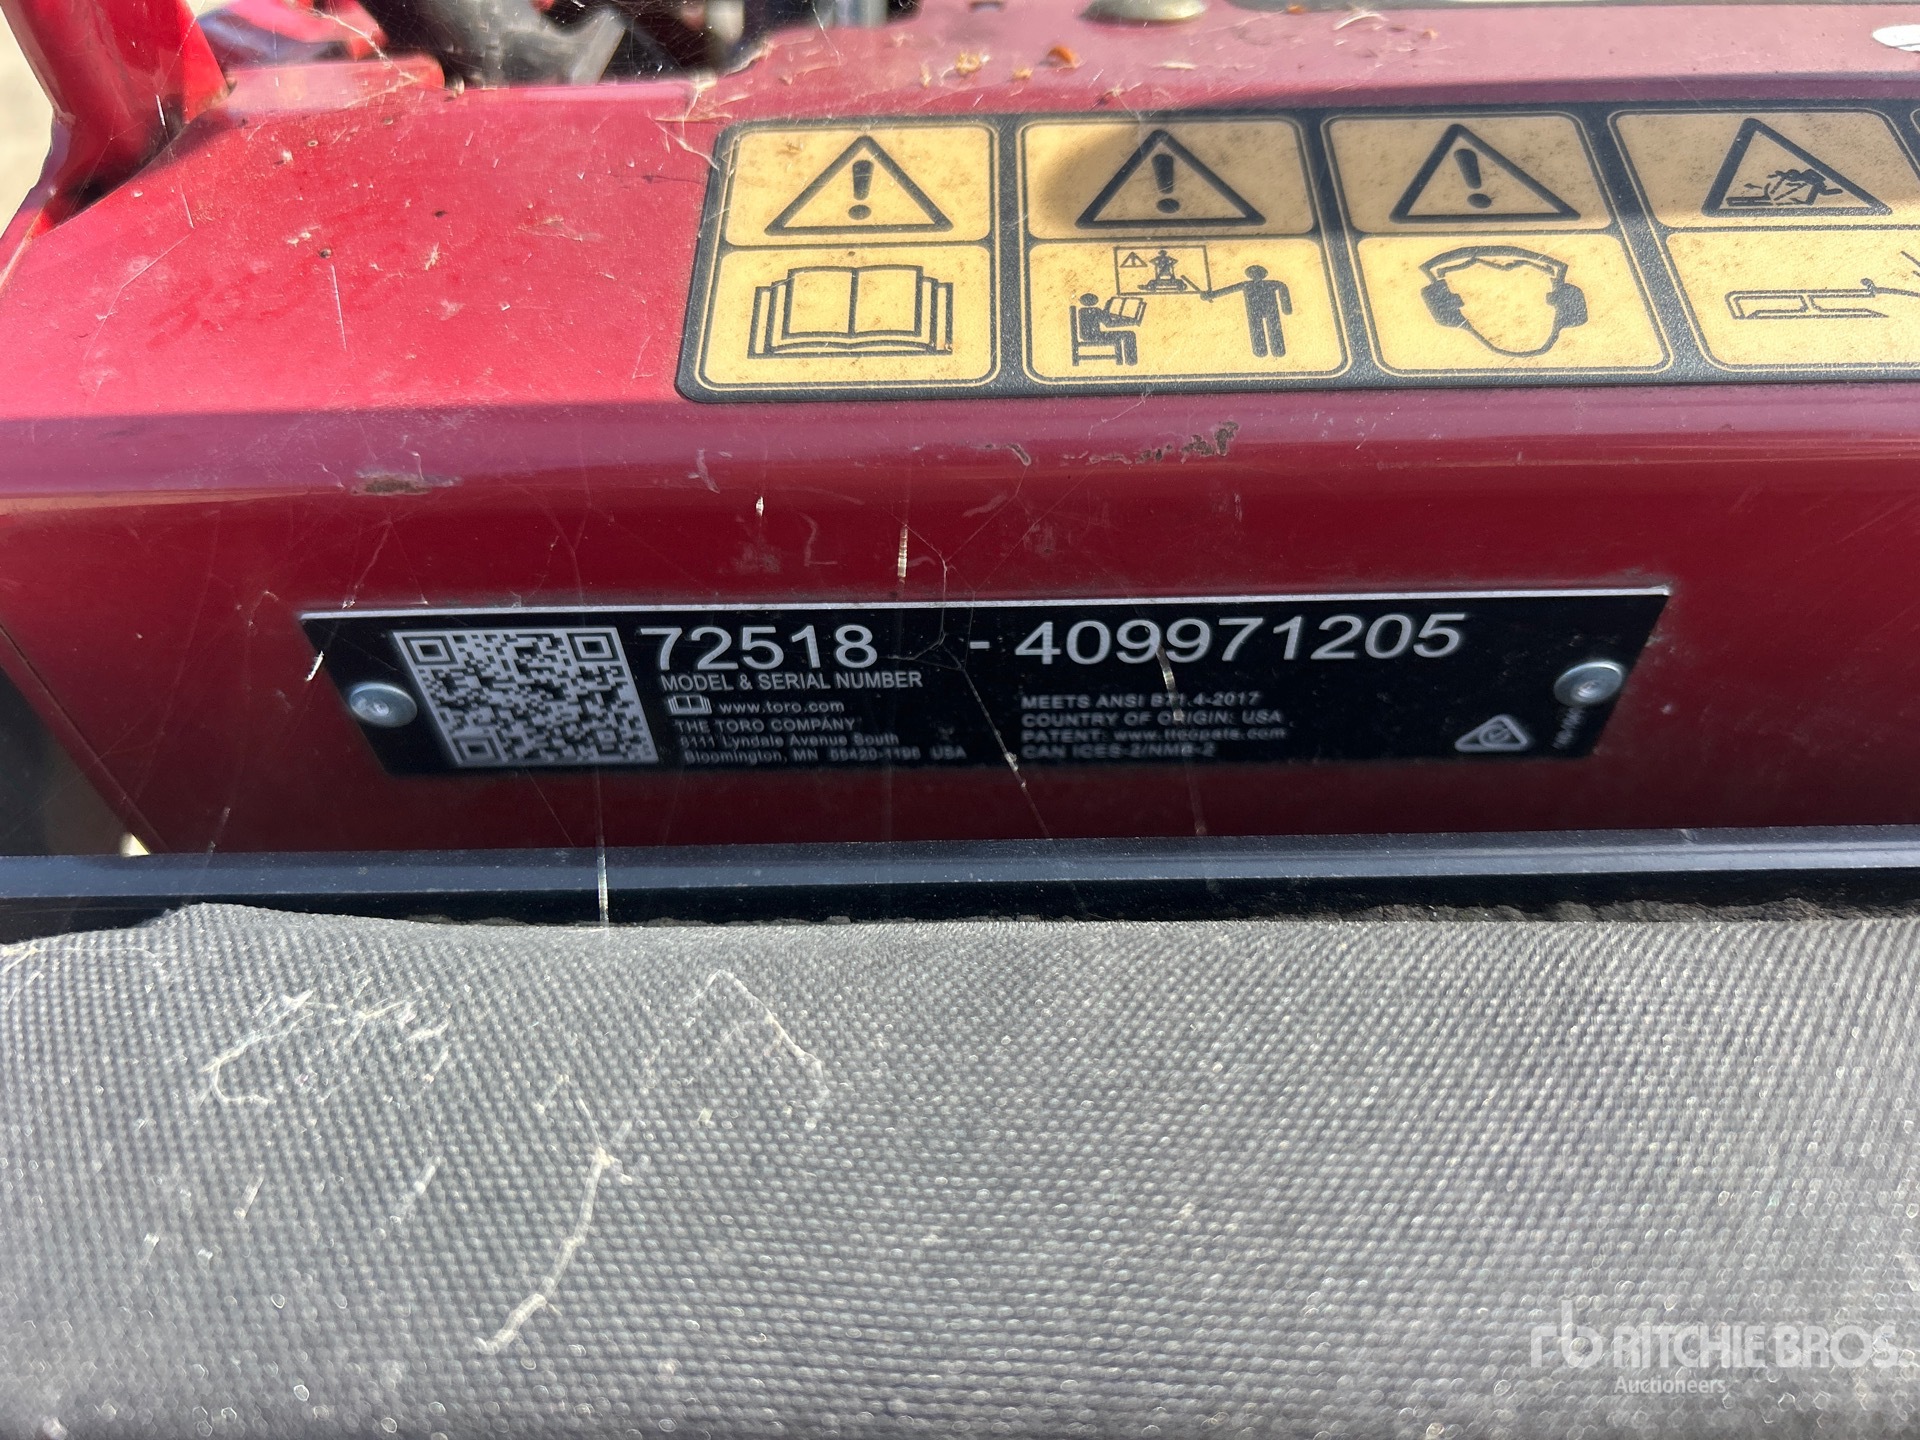 72518 - 409971205
MODEL & SERIAL NUMBER
www.toro.com
THE TORO COMPANY
8111 Lyndale Avenue South
Bloomington, MN 55420-1196 USA
MEETS ANSI B71.4-2017
COUNTRY OF ORIGIN: USA
PATENT: www.ttcopats.com
CAN ICES-2/NMB-2
rb RITCHIE BROS.
Auctioneers